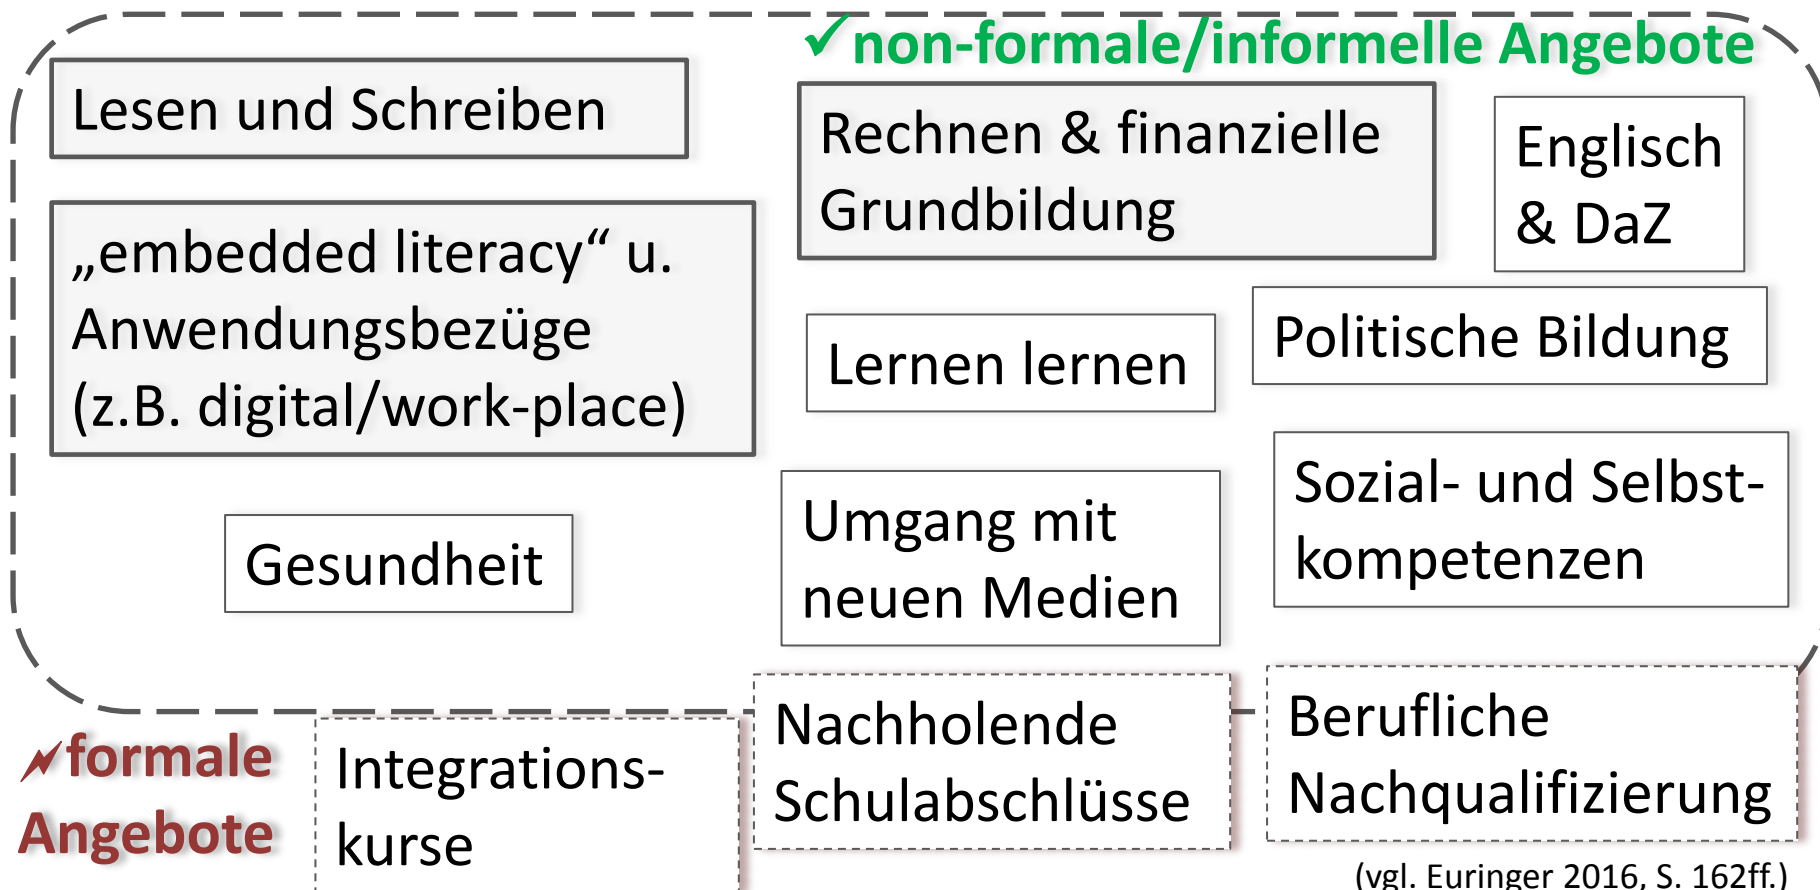 ✓non-formale/informelle Angebote
Lesen und Schreiben
Rechnen & finanzielle
Grundbildung
Englisch
& DaZ
„embedded literacy“ u.
Anwendungsbezüge
(z.B. digital/work-place)
Lernen lernen
Politische Bildung
Gesundheit
Umgang mit
neuen Medien
Sozial- und Selbst-
kompetenzen
formale
Angebote
Integrations-
kurse
Nachholende
Schulabschlüsse
Berufliche
Nachqualifizierung
(vgl. Euringer 2016, S. 162ff.)